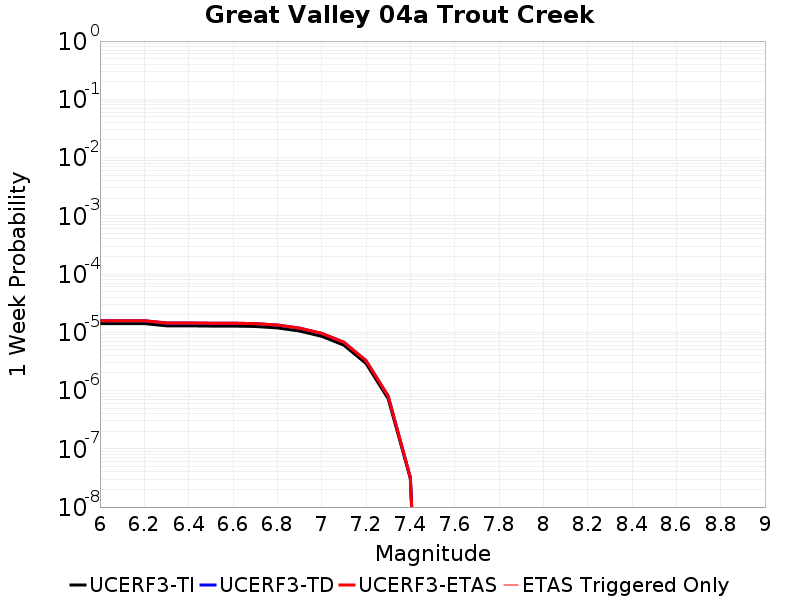 Great Valley 04a Trout Creek
1 Week Probability
10^0
10^-1
10^-2
10^-3
10^-4
10^-5
10^-6
10^-7
10^-8
6 6.2 6.4 6.6 6.8 7 7.2 7.4 7.6 7.8 8 8.2 8.4 8.6 8.8 9
Magnitude
UCERF3-TI UCERF3-TD UCERF3-ETAS ETAS Triggered Only